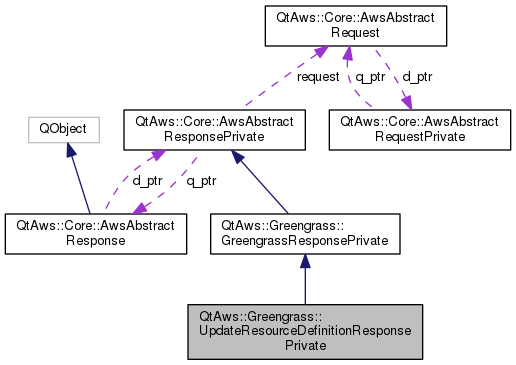 QtAws::Core::AwsAbstract
Request
request
q_ptr
d_ptr
QObject
QtAws::Core::AwsAbstract
ResponsePrivate
QtAws::Core::AwsAbstract
RequestPrivate
d_ptr
q_ptr
QtAws::Core::AwsAbstract
Response
QtAws::Greengrass::
GreengrassResponsePrivate
QtAws::Greengrass::
UpdateResourceDefinitionResponse
Private